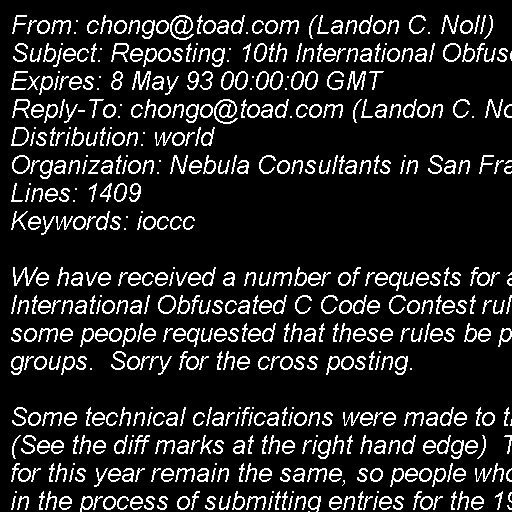 From: chongo@toad.com (Landon C. Noll)
Subject: Reposting: 10th International Obfus
Expires: 8 May 93 00:00:00 GMT
Reply-To: chongo@toad.com (Landon C. No
Distribution: world
Organization: Nebula Consultants in San Fra
Lines: 1409
Keywords: ioccc

We have received a number of requests for a
International Obfuscated C Code Contest rul
some people requested that these rules be p
groups.  Sorry for the cross posting.

Some technical clarifications were made to t
(See the diff marks at the right hand edge)  T
for this year remain the same, so people who
in the process of submitting entries for the 19